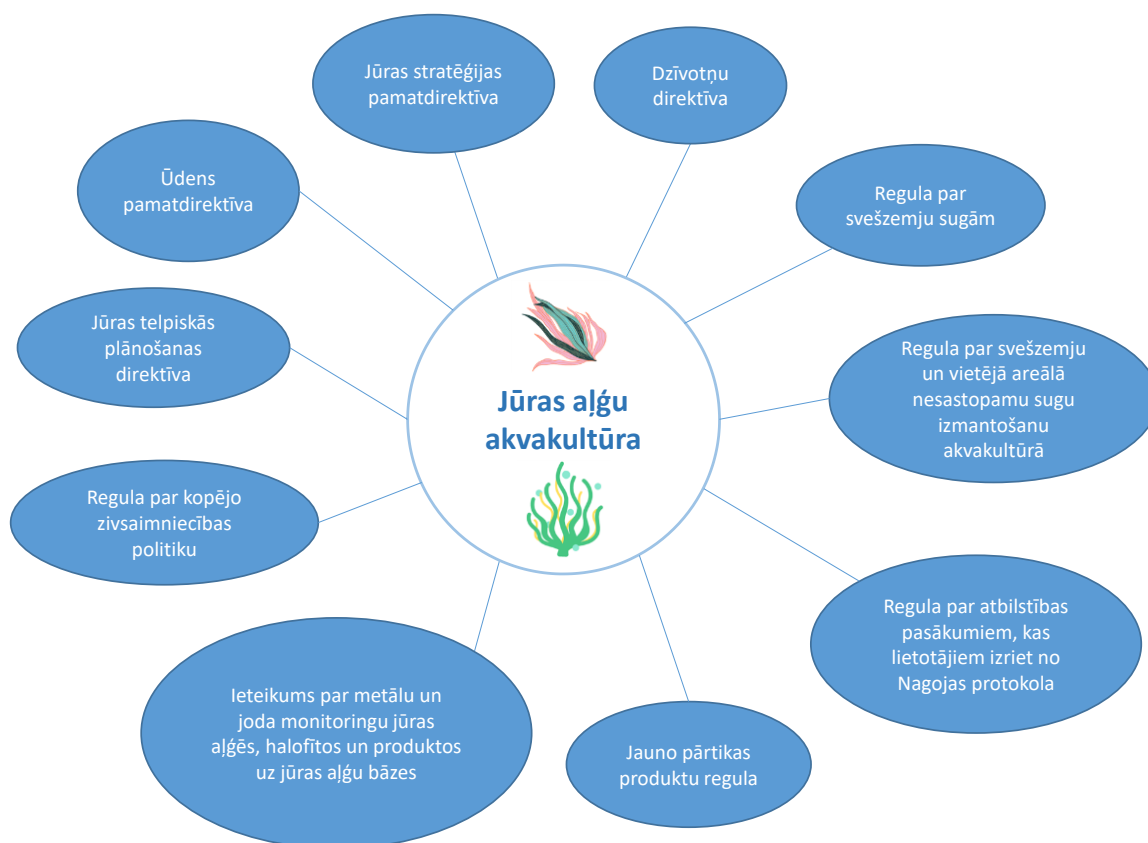 Jūras stratēģijas
pamatdirektīva
Dzīvotņu
direktīva
Ūdens
pamatdirektīva
Regula par
svešzemju sugām
Jūras telpiskās
plānošanas
direktīva
Regula par svešzemju
un vietējā areālā
nesastopamu sugu
izmantošanu
akvakultūrā
Jūras aļģu
akvakultūra
Regula par kopējo
zivsaimniecības
politiku
Regula par atbilstības
pasākumiem, kas
lietotājiem izriet no
Nagojas protokola
Ieteikums par metālu un
joda monitoringu jūras
aļģēs, halofītos un produktos
uz jūras aļģu bāzes
Jauno pārtikas
produktu regula